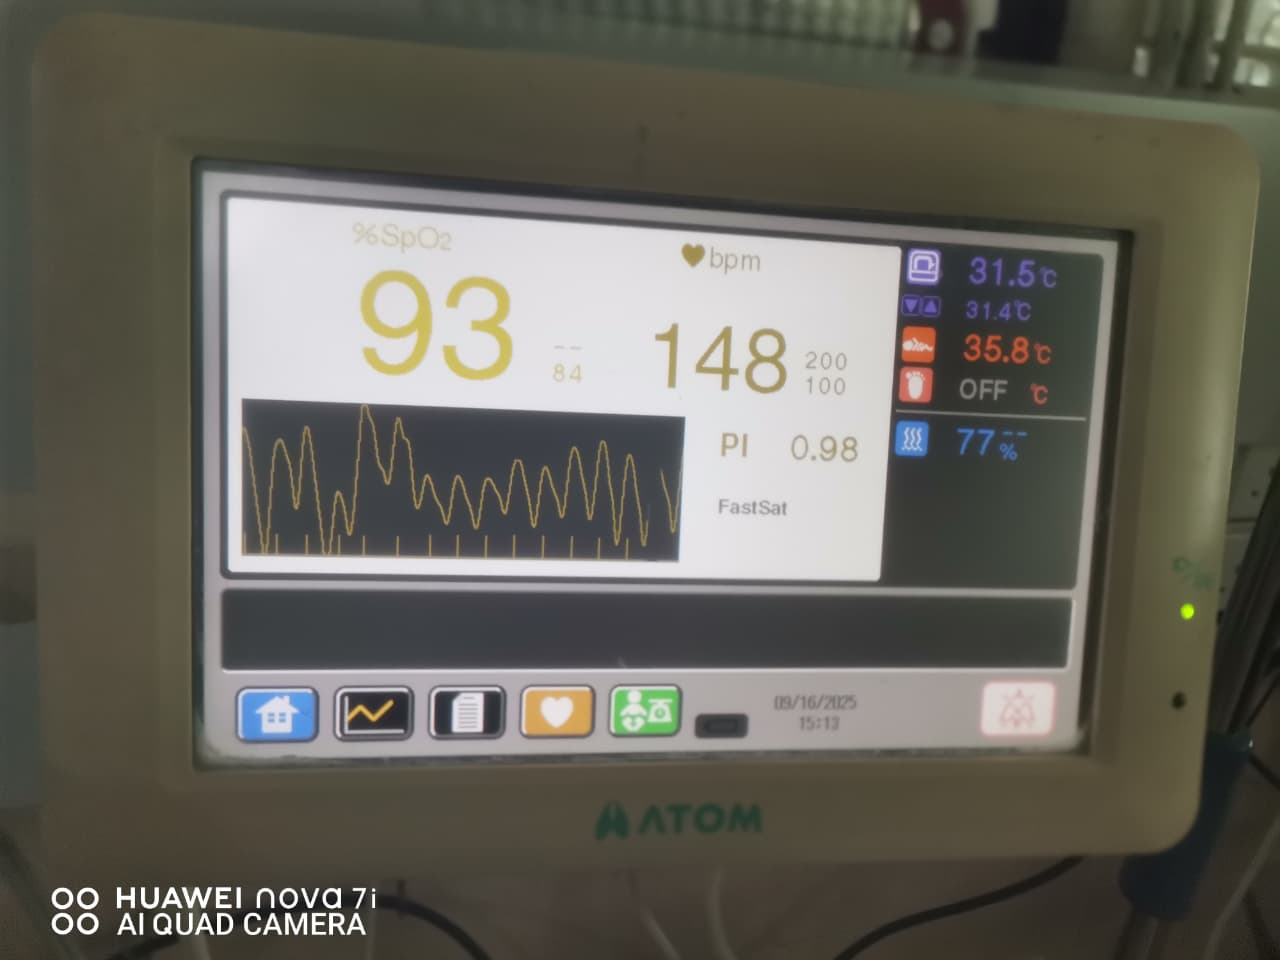 %SpO2
93
--
84
bpm
148
200
100
PI 0.98
FastSat
31.5℃
31.4℃
35.8℃
OFF ℃
77 --
%
09/16/2025
15:13
ATOM
HUAWEI nova 7i
AI QUAD CAMERA